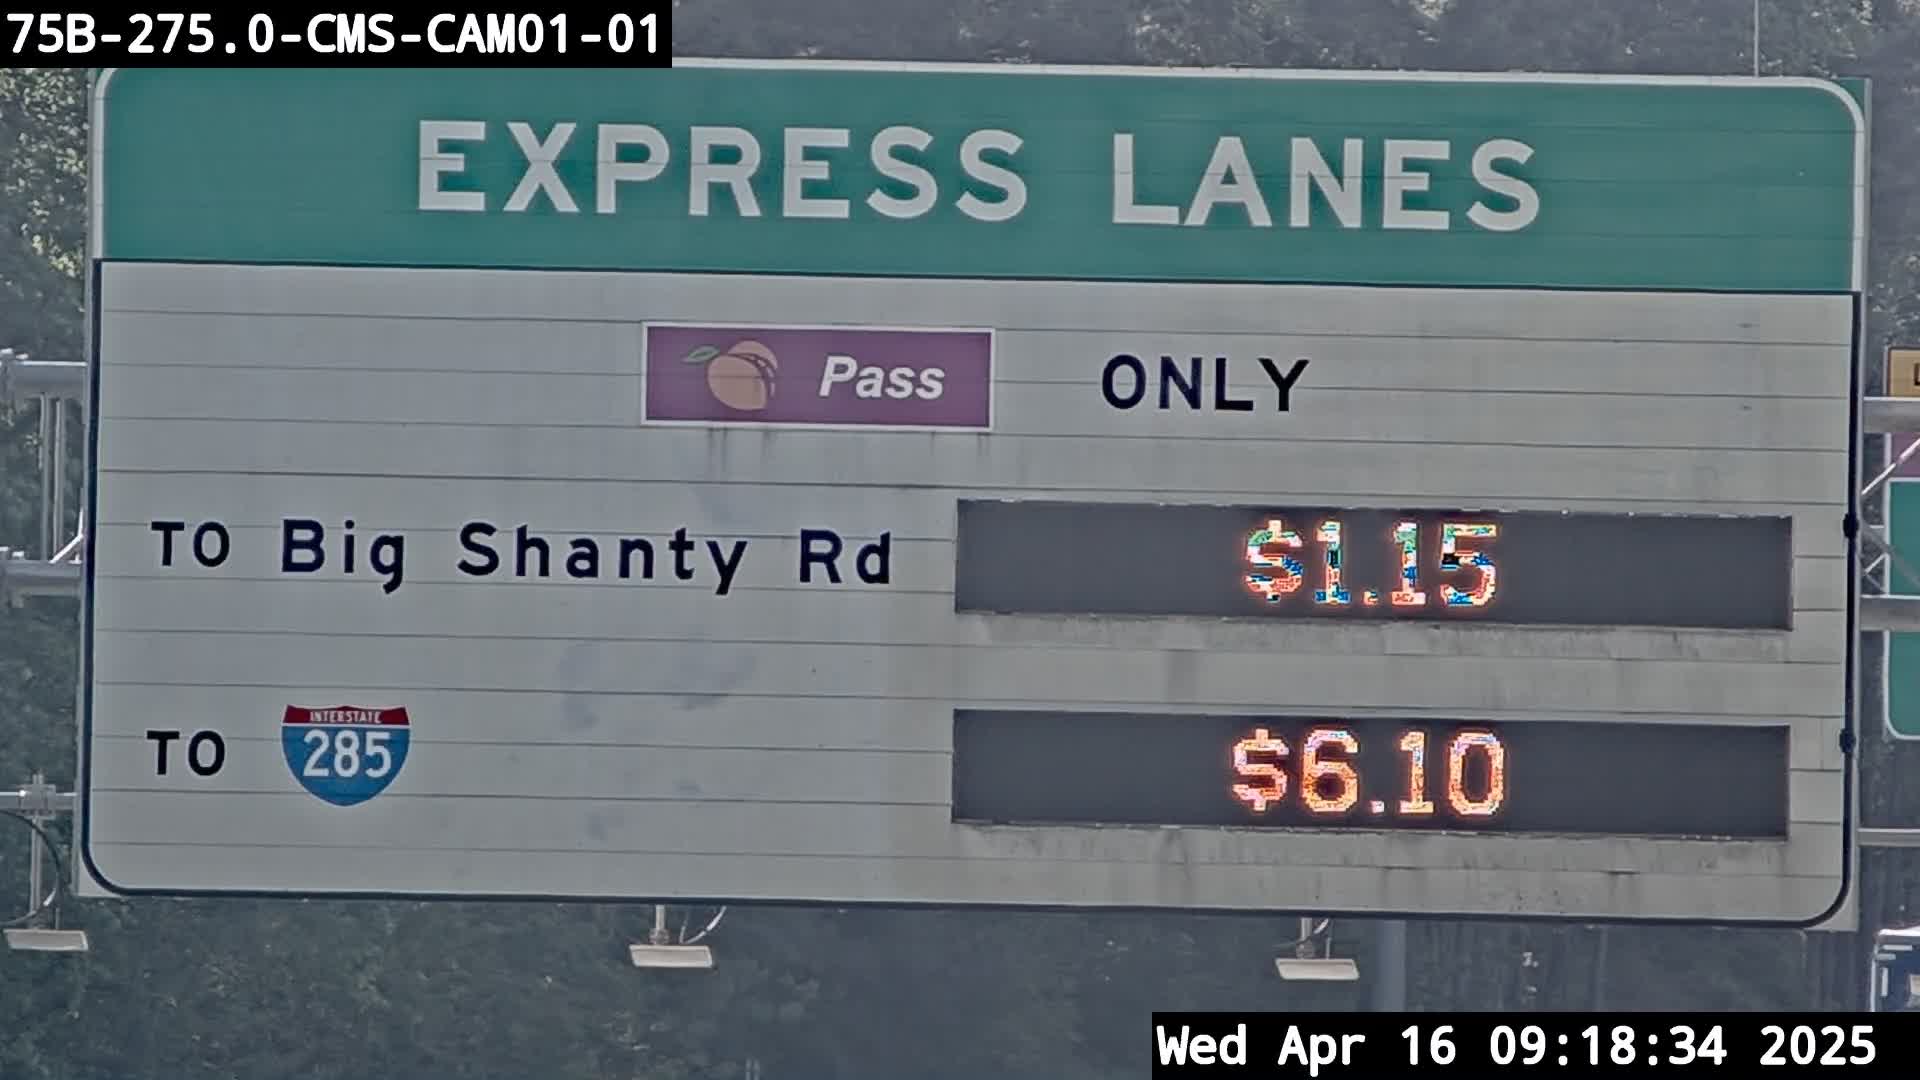 75B-275.0-CMS-CAM01-01
EXPRESS LANES
Pass ONLY
TO Big Shanty Rd $1.15
TO INTERSTATE 285 $6.10
Wed Apr 16 09:18:34 2025